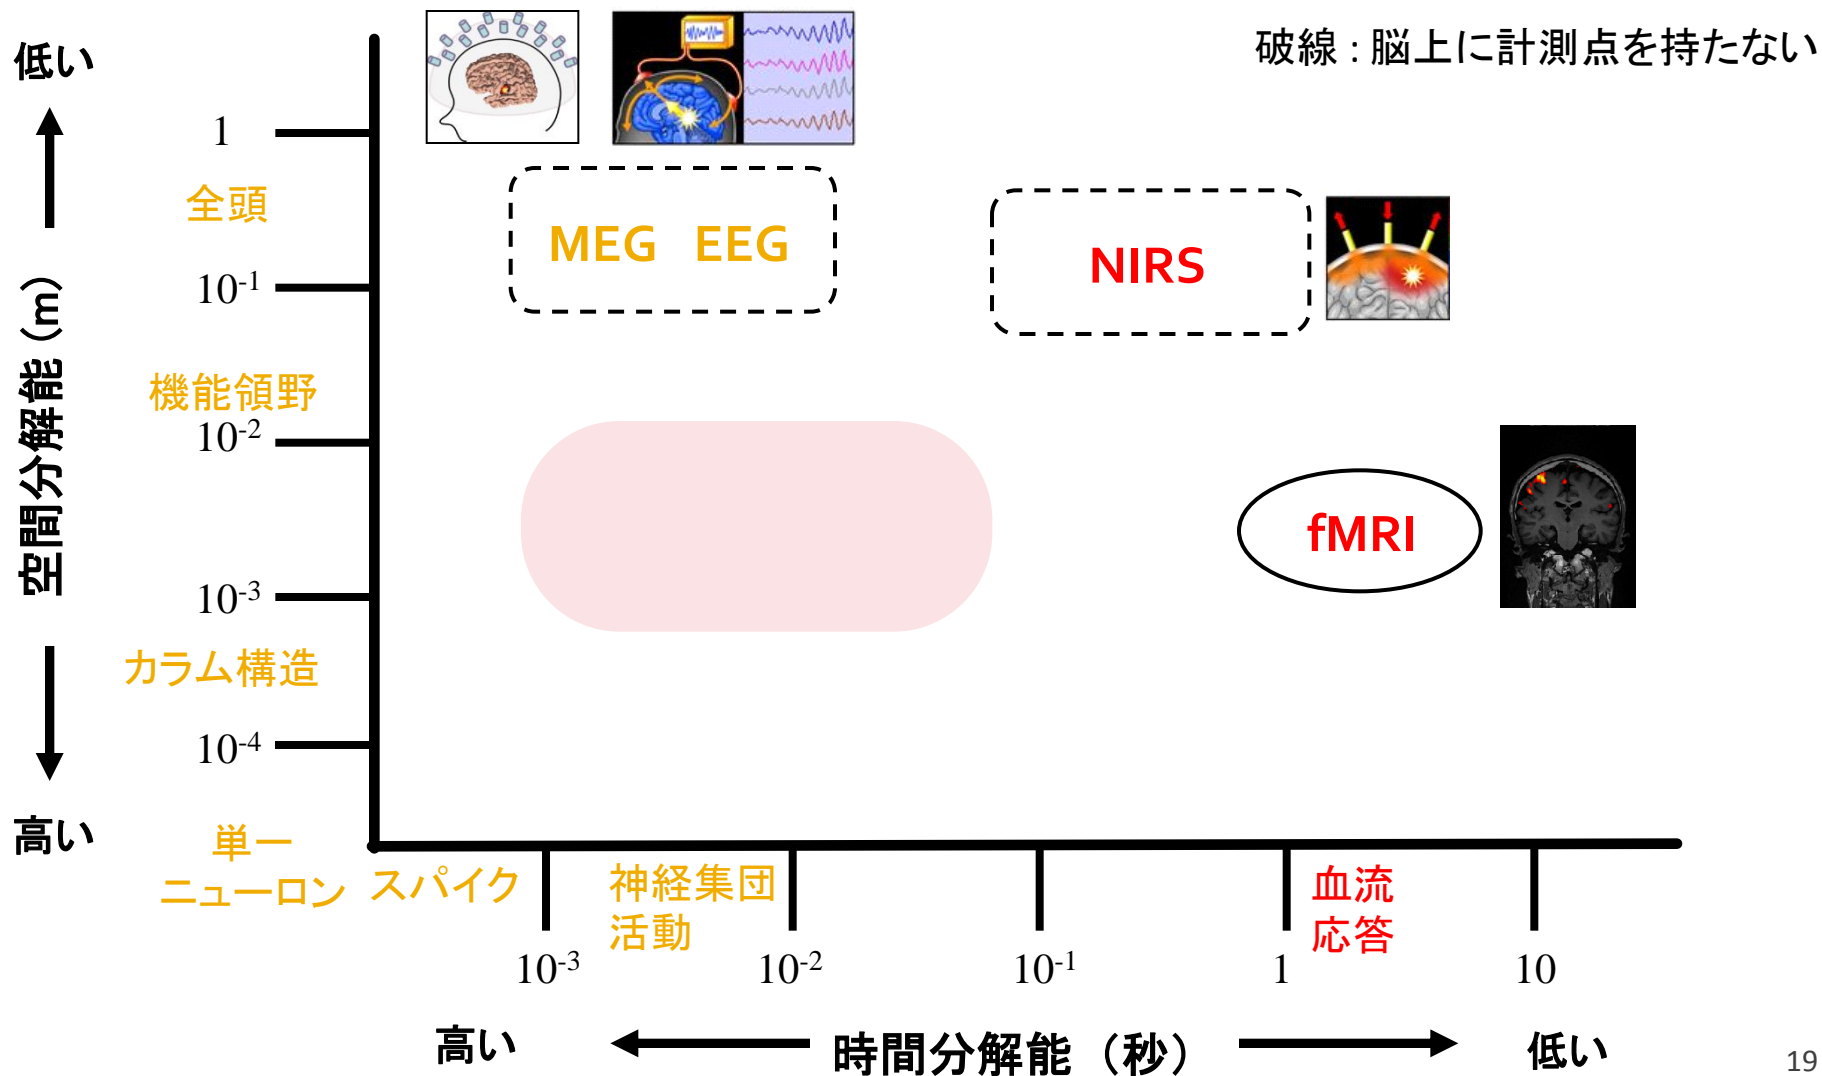 破線：脳上に計測点を持たない
低い
1
全頭
MEG EEG
NIRS
10-1
空間分解能（m）
機能領野
10-2
fMRI
10-3
カラム構造
10-4
高い
単一
ニューロン
スパイク
神経集団
活動
血流
応答
10-3
10-2
10-1
1
10
高い
時間分解能（秒）
低い
19